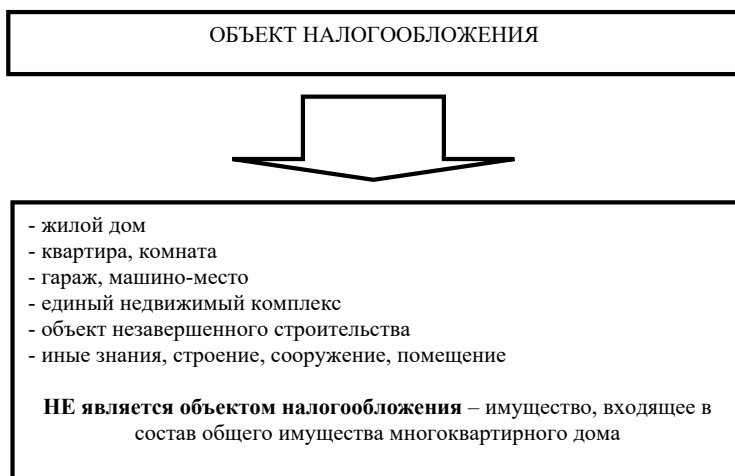 ОБЪЕКТ НАЛОГООБЛОЖЕНИЯ
- жилой дом
- квартира, комната
- гараж, машино-место
- единый недвижимый комплекс
- объект незавершенного строительства
- иные знания, строение, сооружение, помещение
НЕ является объектом налогообложения – имущество, входящее в
состав общего имущества многоквартирного дома